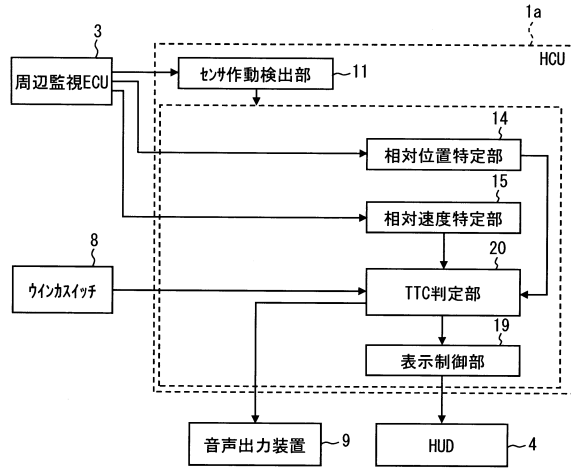 1a
3
HCU
周辺監視ECU
センサ作動検出部
11
14
相対位置特定部
15
相対速度特定部
8
20
ウインカスイッチ
TTC判定部
19
表示制御部
音声出力装置
9
HUD
4